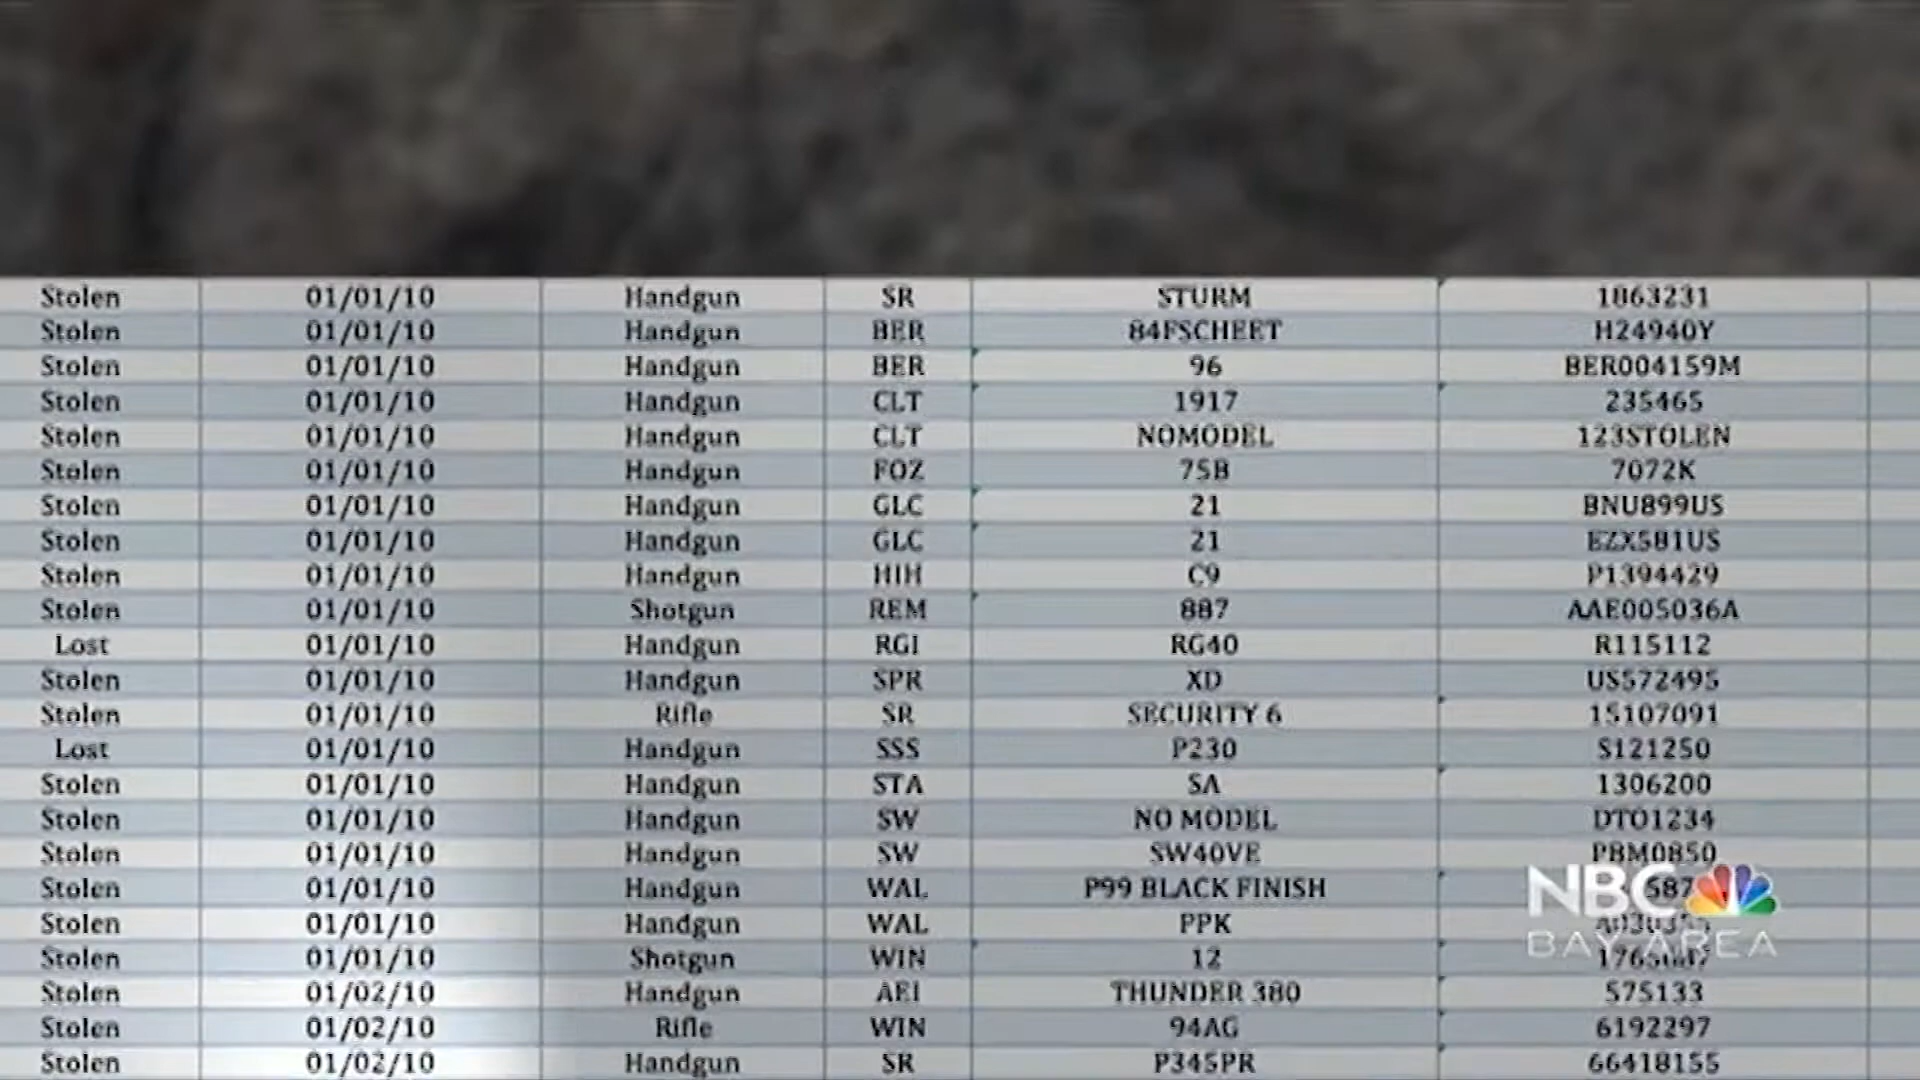 Stolen 01/01/10 Handgun SR STURM 1863231
Stolen 01/01/10 Handgun BER 84FSCHEET H24940Y
Stolen 01/01/10 Handgun BER 96 BER004159M
Stolen 01/01/10 Handgun CLT 1917 235465
Stolen 01/01/10 Handgun CLT NOMODEL 123STOLEN
Stolen 01/01/10 Handgun FOZ 75B 7072K
Stolen 01/01/10 Handgun GLC 21 BNU899US
Stolen 01/01/10 Handgun GLC 21 EZX581US
Stolen 01/01/10 Handgun HIH C9 P1394429
Stolen 01/01/10 Shotgun REM 887 AAE005036A
Lost 01/01/10 Handgun RGI RG40 R115112
Stolen 01/01/10 Handgun SPR XD US572495
Stolen 01/01/10 Rifle SR SECURITY 6 15107091
Lost 01/01/10 Handgun SSS P230 S121250
Stolen 01/01/10 Handgun STA SA 1306200
Stolen 01/01/10 Handgun SW NO MODEL DTO1234
Stolen 01/01/10 Handgun SW SW40VE PBM0850
Stolen 01/01/10 Handgun WAL P99 BLACK FINISH
Stolen 01/01/10 Handgun WAL PPK
Stolen 01/01/10 Shotgun WIN 12
Stolen 01/02/10 Handgun AEI THUNDER 380 575133
Stolen 01/02/10 Rifle WIN 94AG 6192297
Stolen 01/02/10 Handgun SR P345PR 66418155
NBC
BAY AREA